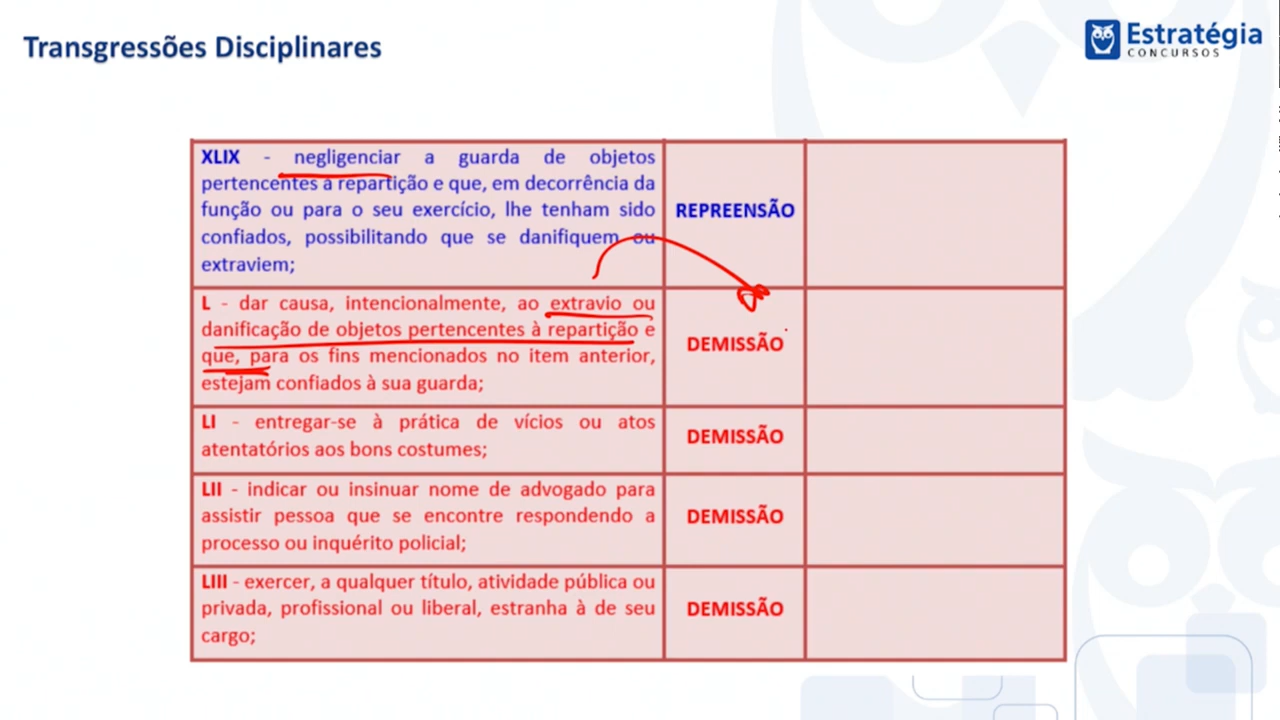 Transgressões Disciplinares
Estratégia
CONCURSOS
XLIX - negligenciar a guarda de objetos
pertencentes a repartição e que, em decorrência da
função ou para o seu exercício, lhe tenham sido
confiados, possibilitando que se danifiquem ou
extraviem;
REPREENSÃO
L - dar causa, intencionalmente, ao extravio ou
danificação de objetos pertencentes à repartição e
que, para os fins mencionados no item anterior,
estejam confiados à sua guarda;
DEMISSÃO
LI - entregar-se à prática de vícios ou atos
atentatórios aos bons costumes;
DEMISSÃO
LII - indicar ou insinuar nome de advogado para
assistir pessoa que se encontre respondendo a
processo ou inquérito policial;
DEMISSÃO
LIII - exercer, a qualquer título, atividade pública ou
privada, profissional ou liberal, estranha à de seu
cargo;
DEMISSÃO